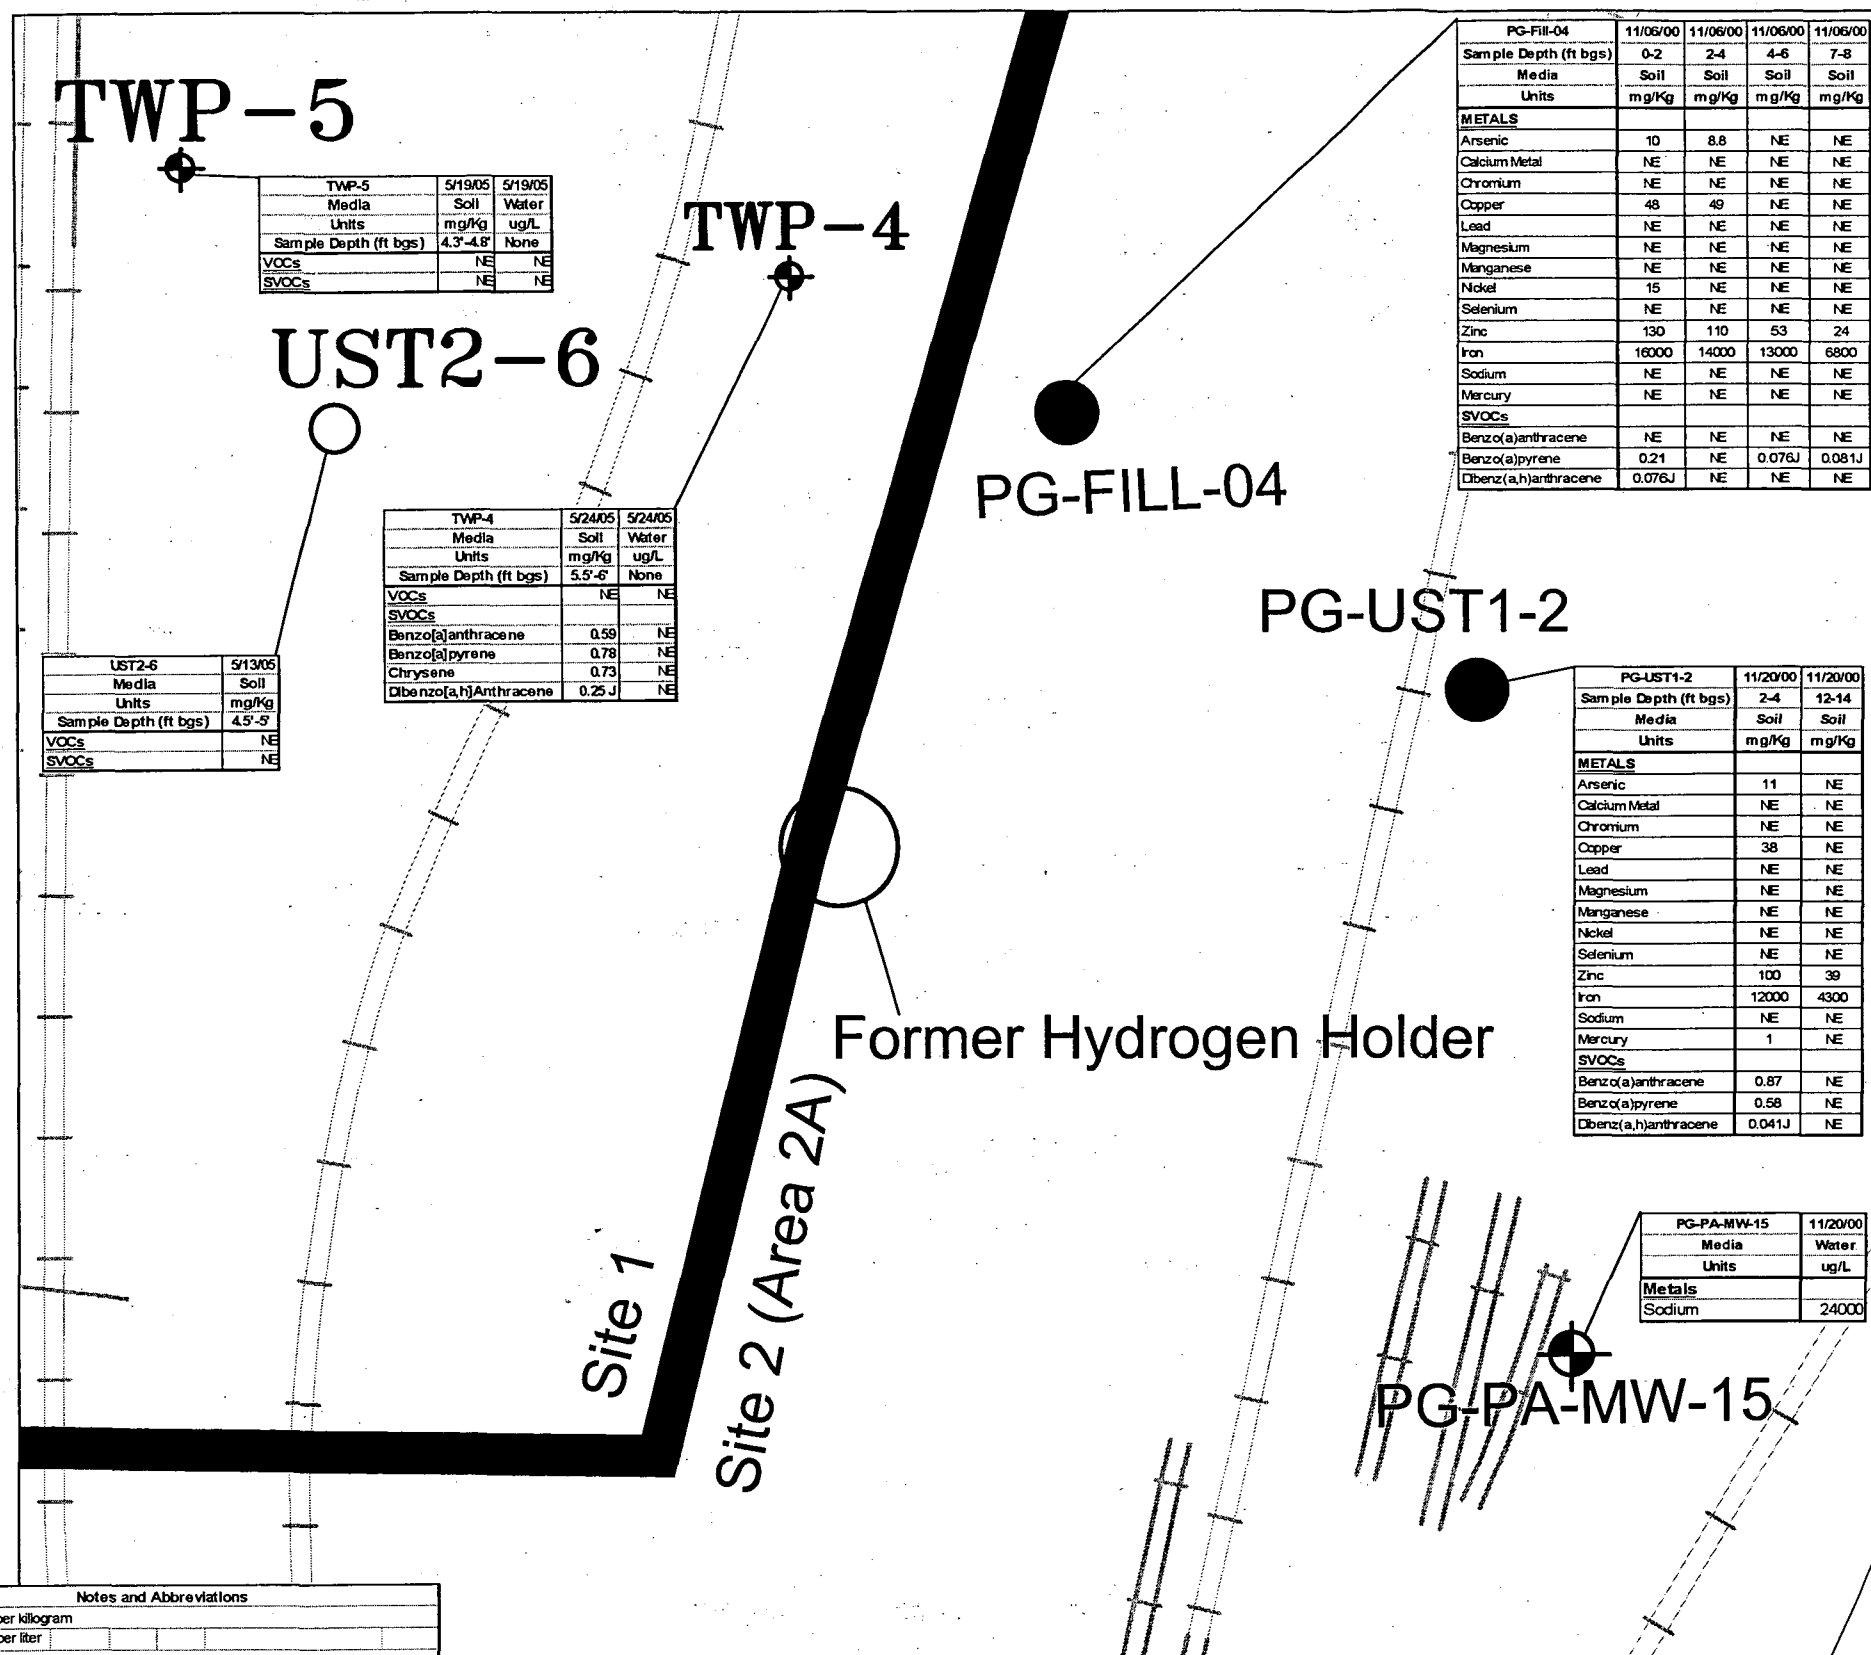 TWP-5
TWP-5 5/19/05 5/19/05
Media Soil Water
Units mg/Kg ug/L
Sample Depth (ft bgs) 4.3'-4.8' None
VOCs NE NE
SVOCs NE NE
TWP-4
UST2-6
TWP-4 5/24/05 5/24/05
Media Soil Water
Units mg/Kg ug/L
Sample Depth (ft bgs) 5.5'-6' None
VOCs NE NE
SVOCs
Benzo[a]anthracene 0.59 NE
Benzo[a]pyrene 0.78 NE
Chrysene 0.73 NE
Dibenzo[a,h]Anthracene 0.25 J NE
UST2-6 5/13/05
Media Soil
Units mg/Kg
Sample Depth (ft bgs) 4.5'-5'
VOCs NE
SVOCs NE
PG-Fill-04 11/06/00 11/06/00 11/06/00 11/06/00
Sample Depth (ft bgs) 0-2 2-4 4-6 7-8
Media Soil Soil Soil Soil
Units mg/Kg mg/Kg mg/Kg mg/Kg
METALS
Arsenic 10 8.8 NE NE
Calcium Metal NE NE NE NE
Chromium NE NE NE NE
Copper 48 49 NE NE
Lead NE NE NE NE
Magnesium NE NE NE NE
Manganese NE NE NE NE
Nickel 15 NE NE NE
Selenium NE NE NE NE
Zinc 130 110 53 24
Iron 16000 14000 13000 6800
Sodium NE NE NE NE
Mercury NE NE NE NE
SVOCs
Benzo(a)anthracene NE NE NE NE
Benzo(a)pyrene 0.21 NE 0.076J 0.081J
Dibenz(a,h)anthracene 0.076J NE NE NE
PG-FILL-04
PG-UST1-2
PG-UST1-2 11/20/00 11/20/00
Sample Depth (ft bgs) 2-4 12-14
Media Soil Soil
Units mg/Kg mg/Kg
METALS
Arsenic 11 NE
Calcium Metal NE NE
Chromium NE NE
Copper 38 NE
Lead NE NE
Magnesium NE NE
Manganese NE NE
Nickel NE NE
Selenium NE NE
Zinc 100 39
Iron 12000 4300
Sodium NE NE
Mercury 1 NE
SVOCs
Benzo(a)anthracene 0.87 NE
Benzo(a)pyrene 0.58 NE
Dibenz(a,h)anthracene 0.041J NE
Former Hydrogen Holder
Site 1
Site 2 (Area 2A)
PG-PA-MW-15 11/20/00
Media Water
Units ug/L
Metals
Sodium 24000
PG-PA-MW-15
Notes and Abbreviations
per kilogram
per liter